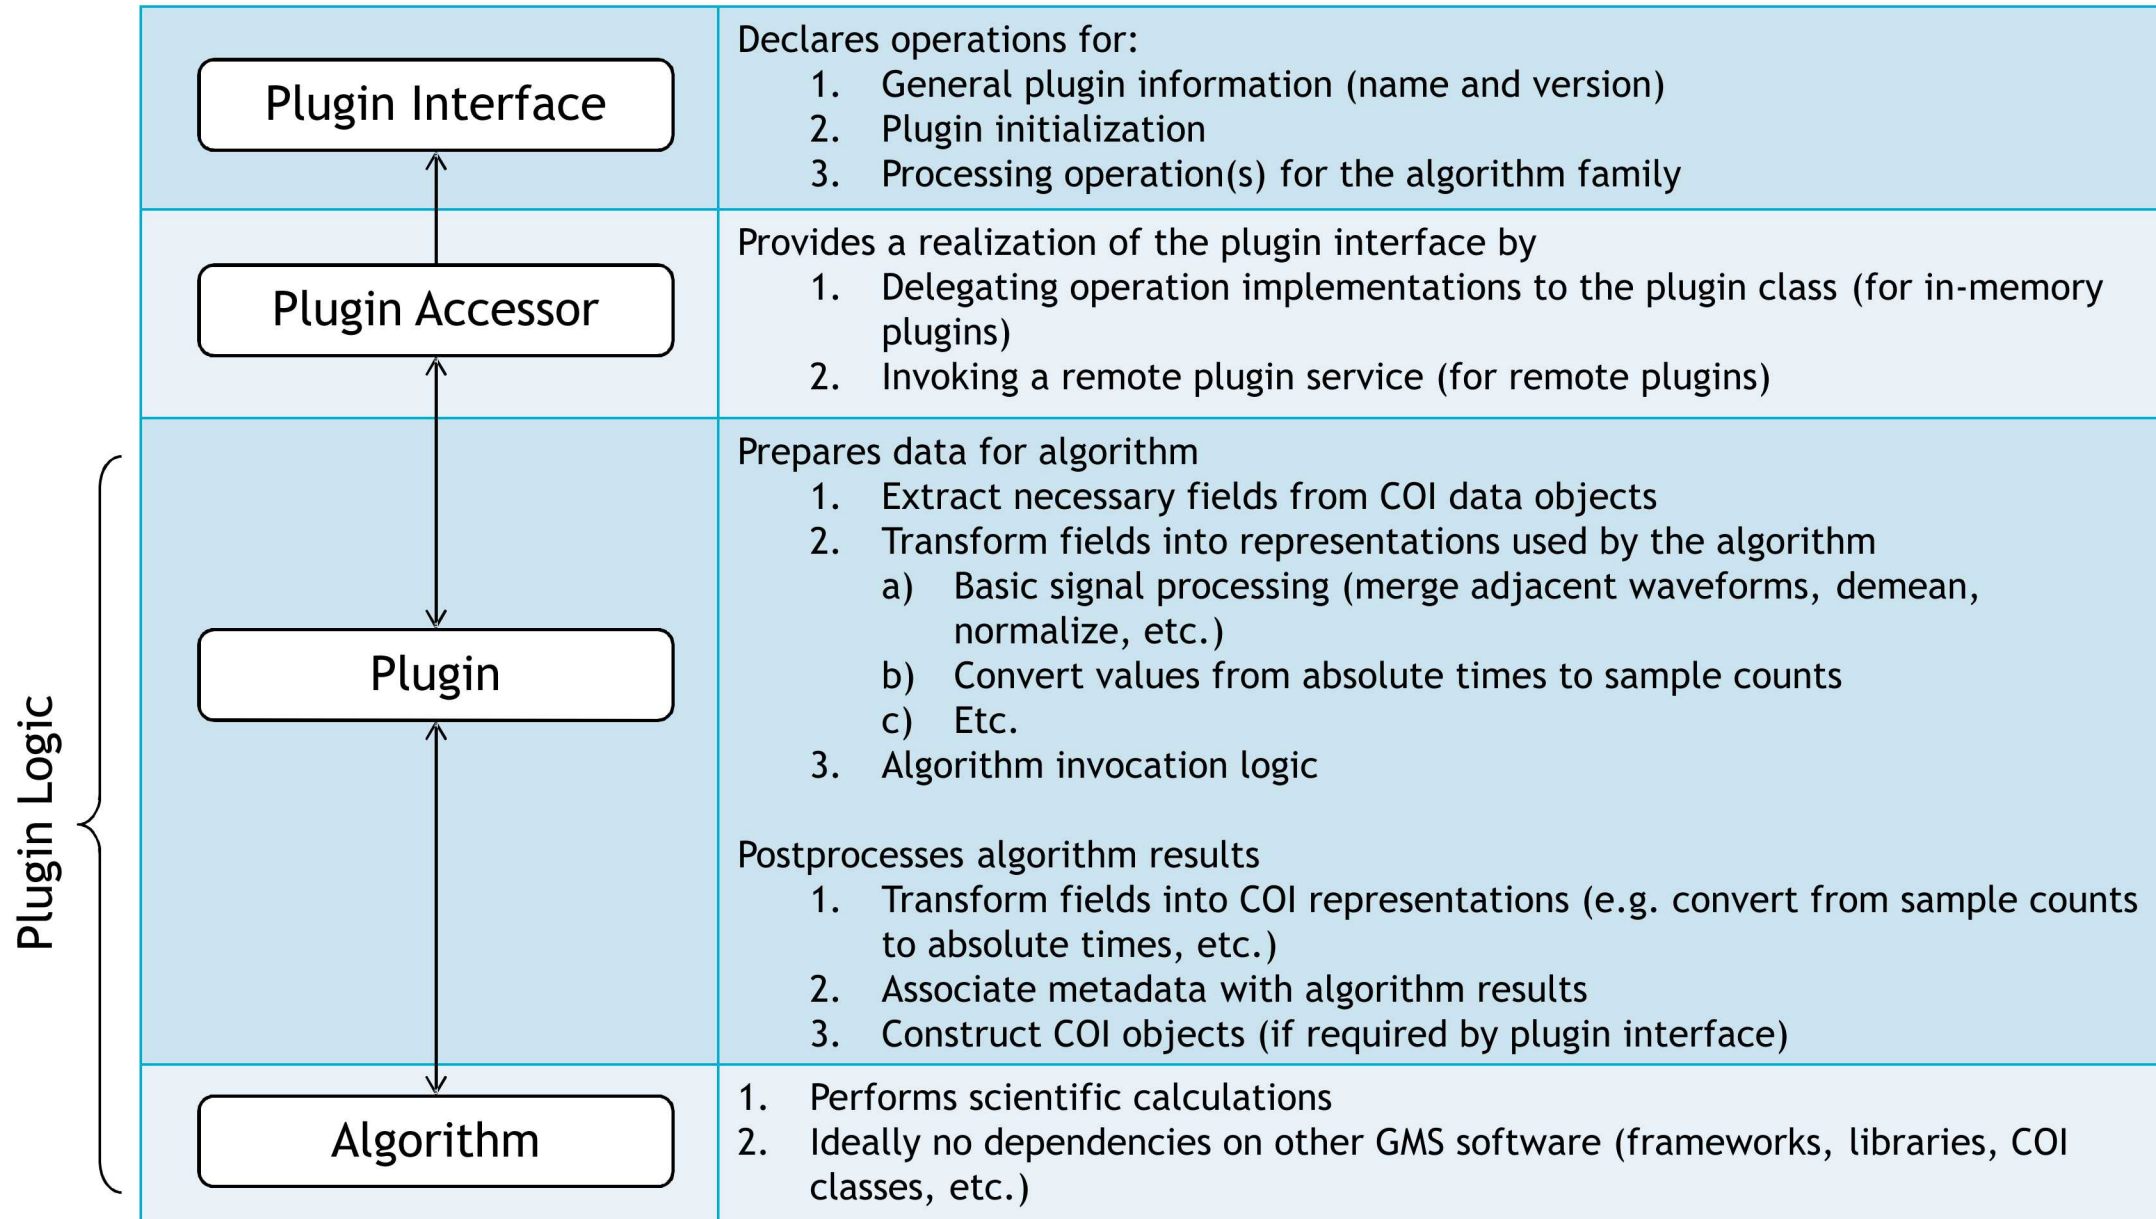 Plugin Interface
Declares operations for:
1. General plugin information (name and version)
2. Plugin initialization
3. Processing operation(s) for the algorithm family
Plugin Accessor
Provides a realization of the plugin interface by
1. Delegating operation implementations to the plugin class (for in-memory
plugins)
2. Invoking a remote plugin service (for remote plugins)
Plugin Logic
Plugin
Prepares data for algorithm
1. Extract necessary fields from COI data objects
2. Transform fields into representations used by the algorithm
a) Basic signal processing (merge adjacent waveforms, demean,
normalize, etc.)
b) Convert values from absolute times to sample counts
c) Etc.
3. Algorithm invocation logic
Postprocesses algorithm results
1. Transform fields into COI representations (e.g. convert from sample counts
to absolute times, etc.)
2. Associate metadata with algorithm results
3. Construct COI objects (if required by plugin interface)
Algorithm
1. Performs scientific calculations
2. Ideally no dependencies on other GMS software (frameworks, libraries, COI
classes, etc.)